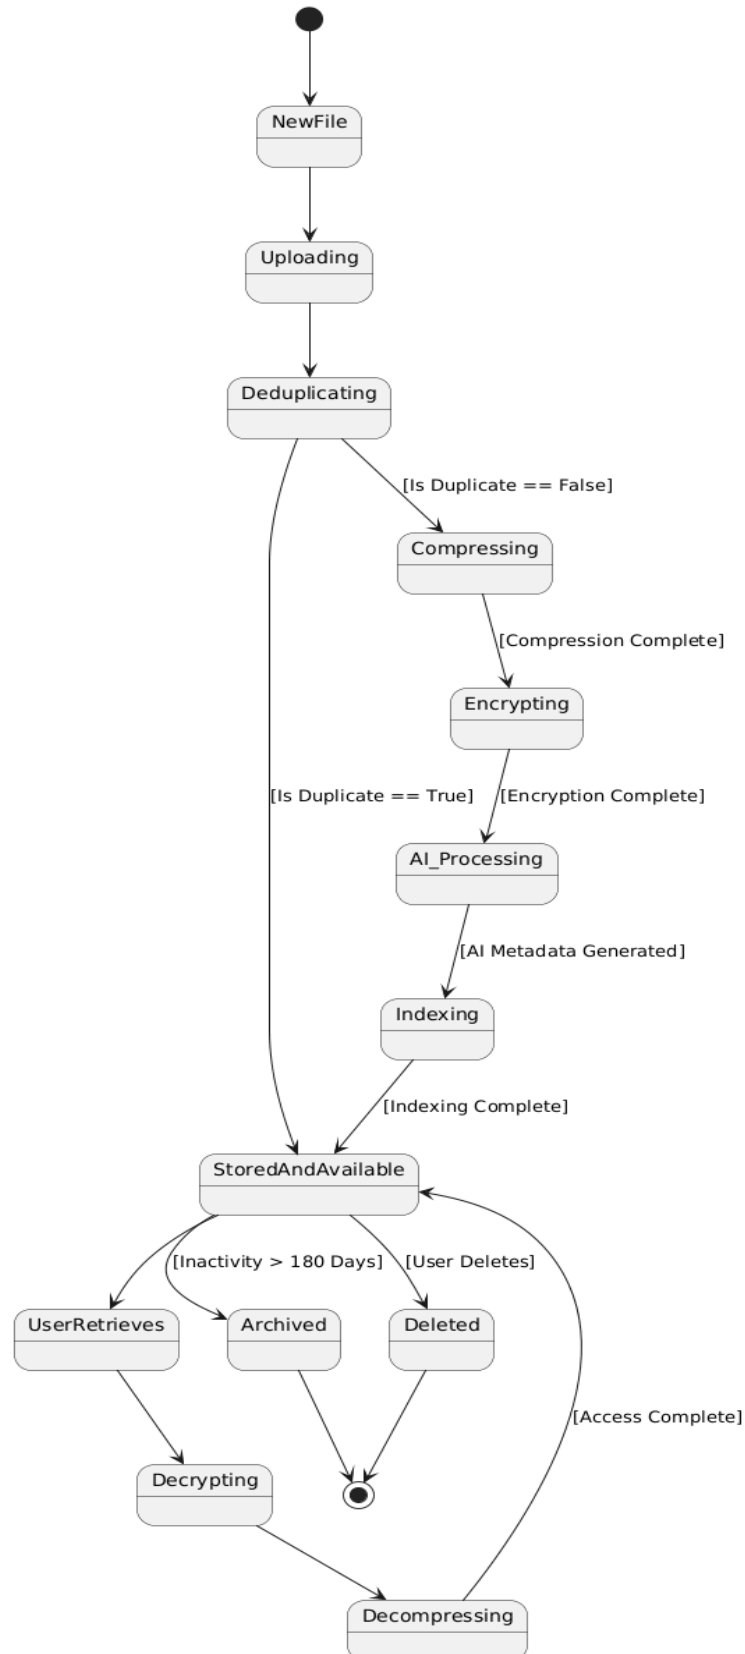 NewFile
Uploading
Deduplicating
[Is Duplicate == False]
Compressing
[Compression Complete]
Encrypting
[Is Duplicate == True]
[Encryption Complete]
AI_Processing
[AI Metadata Generated]
Indexing
[Indexing Complete]
StoredAndAvailable
[Inactivity > 180 Days]
[User Deletes]
UserRetrieves
Archived
Deleted
[Access Complete]
Decrypting
Decompressing